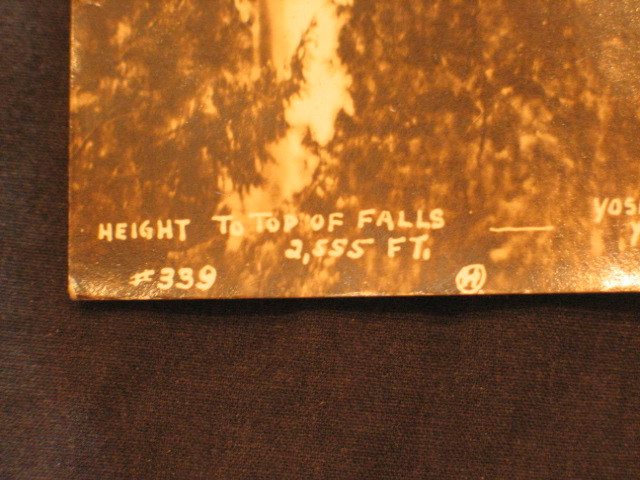 HEIGHT TO TOP OF FALLS ——
2,555 FT.
#339
H